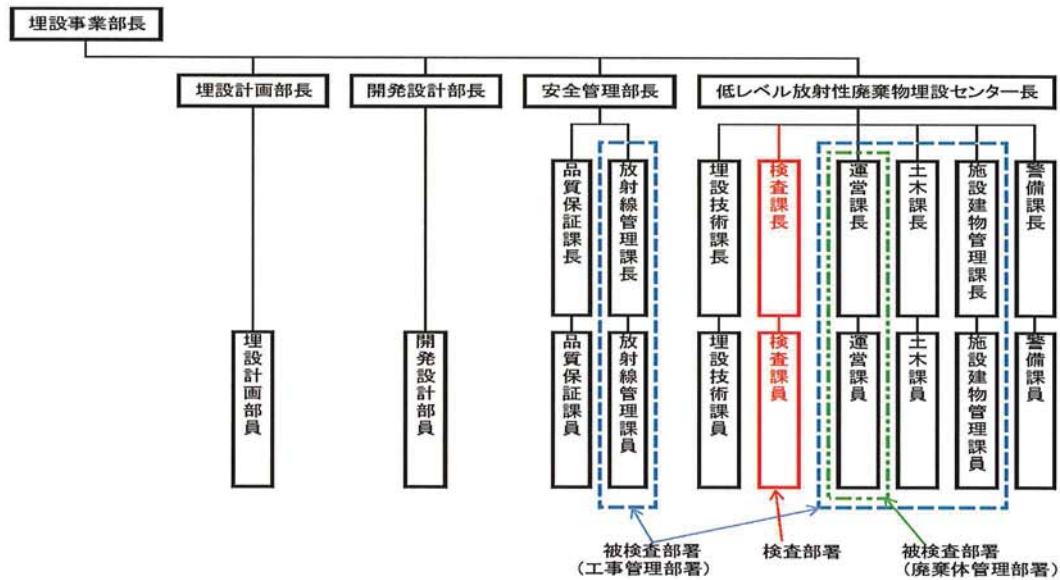 埋設事業部長
埋設計画部長
開発設計部長
安全管理部長
低レベル放射性廃棄物埋設センター長
品質保証課長
放射線管理課長
埋設技術課長
検査課長
運営課長
土木課長
施設建物管理課長
警備課長
埋設計画部員
開発設計部員
品質保証課員
放射線管理課員
埋設技術課員
検査課員
運営課員
土木課員
施設建物管理課員
警備課員
被検査部署
(工事管理部署)
検査部署
被検査部署
(廃棄体管理部署)